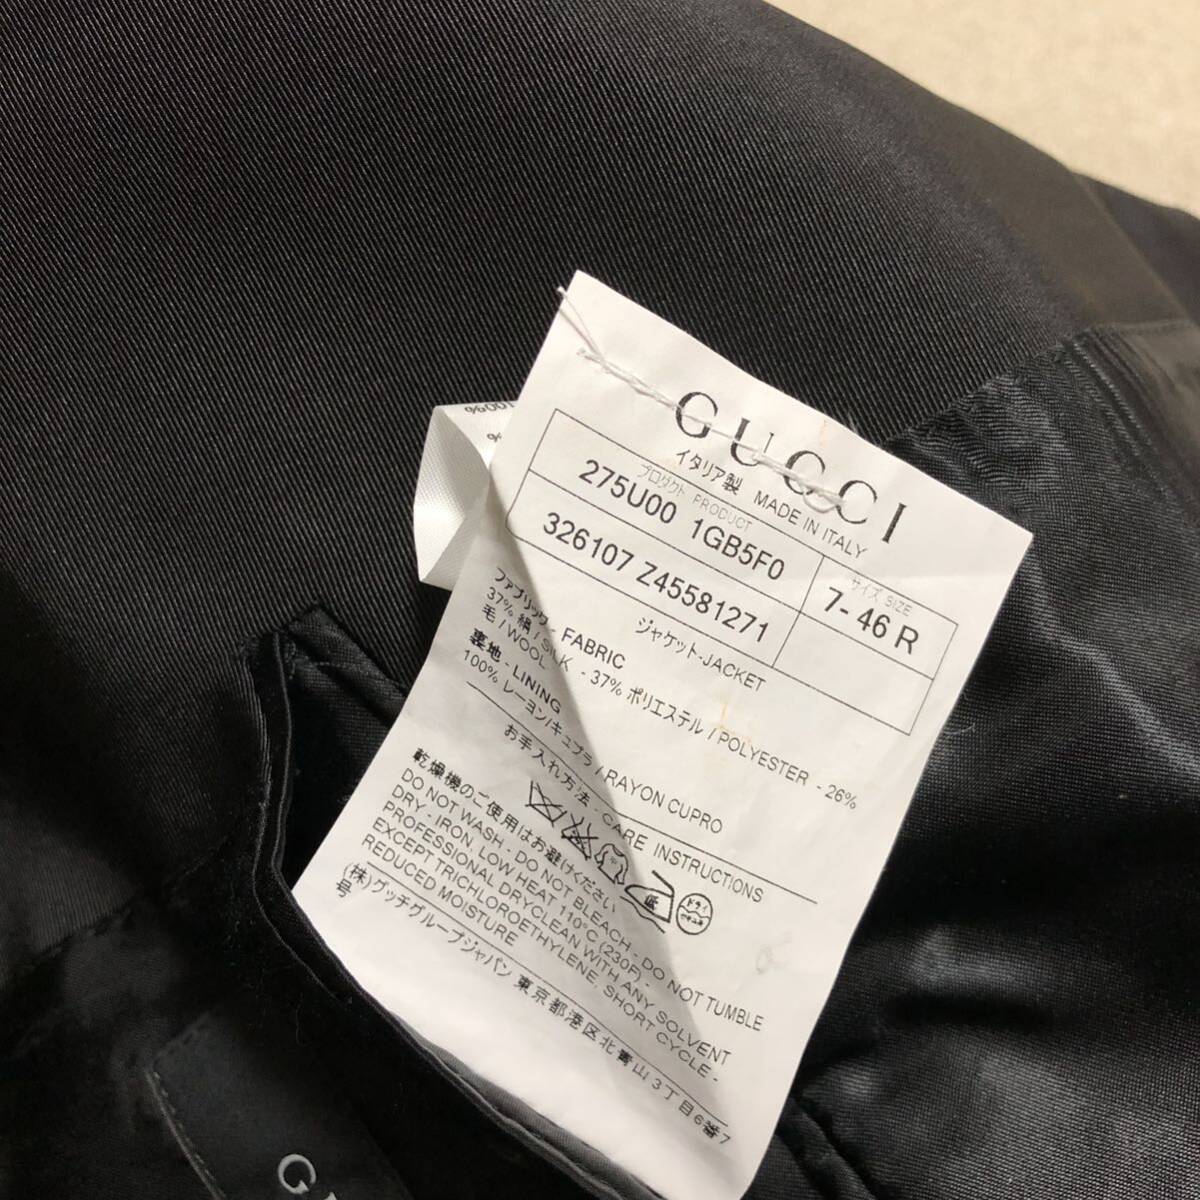 GUCCI
イタリア製 MADE IN ITALY
プロダクト PRODUCT
サイズ SIZE
275U00 1GB5F0
7- 46 R
326107 Z45581271
ジャケット-JACKET
ファブリック- FABRIC
37% 絹 / SILK - 37% ポリエステル / POLYESTER - 26%
毛 / WOOL
裏地 - LINING
100% レーヨン/キュプラ / RAYON CUPRO
お手入れ方法 - CARE INSTRUCTIONS
低
ドライ
乾燥機のご使用はお避けください
DO NOT WASH - DO NOT BLEACH - DO NOT TUMBLE
DRY - IRON, LOW HEAT 110°C (230F) -
PROFESSIONAL DRYCLEAN WITH ANY SOLVENT
EXCEPT TRICHLOROETHYLENE, SHORT CYCLE -
REDUCED MOISTURE
(株)グッチグループジャパン 東京都港区北青山3丁目6番7
号
100%
%
GU